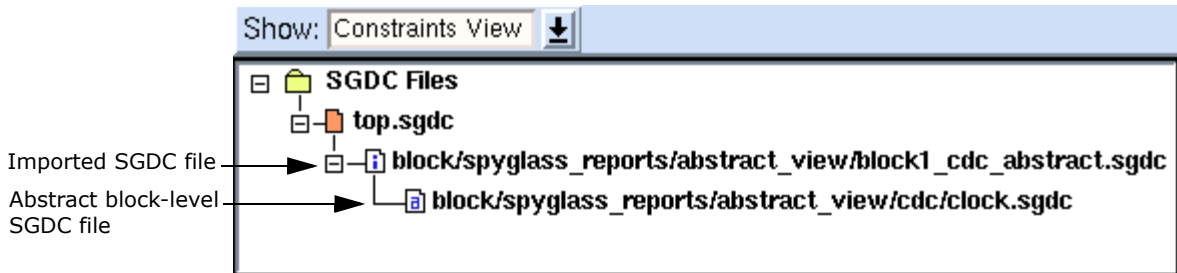 Show: Constraints View
SGDC Files
top.sgdc
Imported SGDC file
i block/spyglass_reports/abstract_view/block1_cdc_abstract.sgdc
Abstract block-level
SGDC file
a block/spyglass_reports/abstract_view/cdc/clock.sgdc